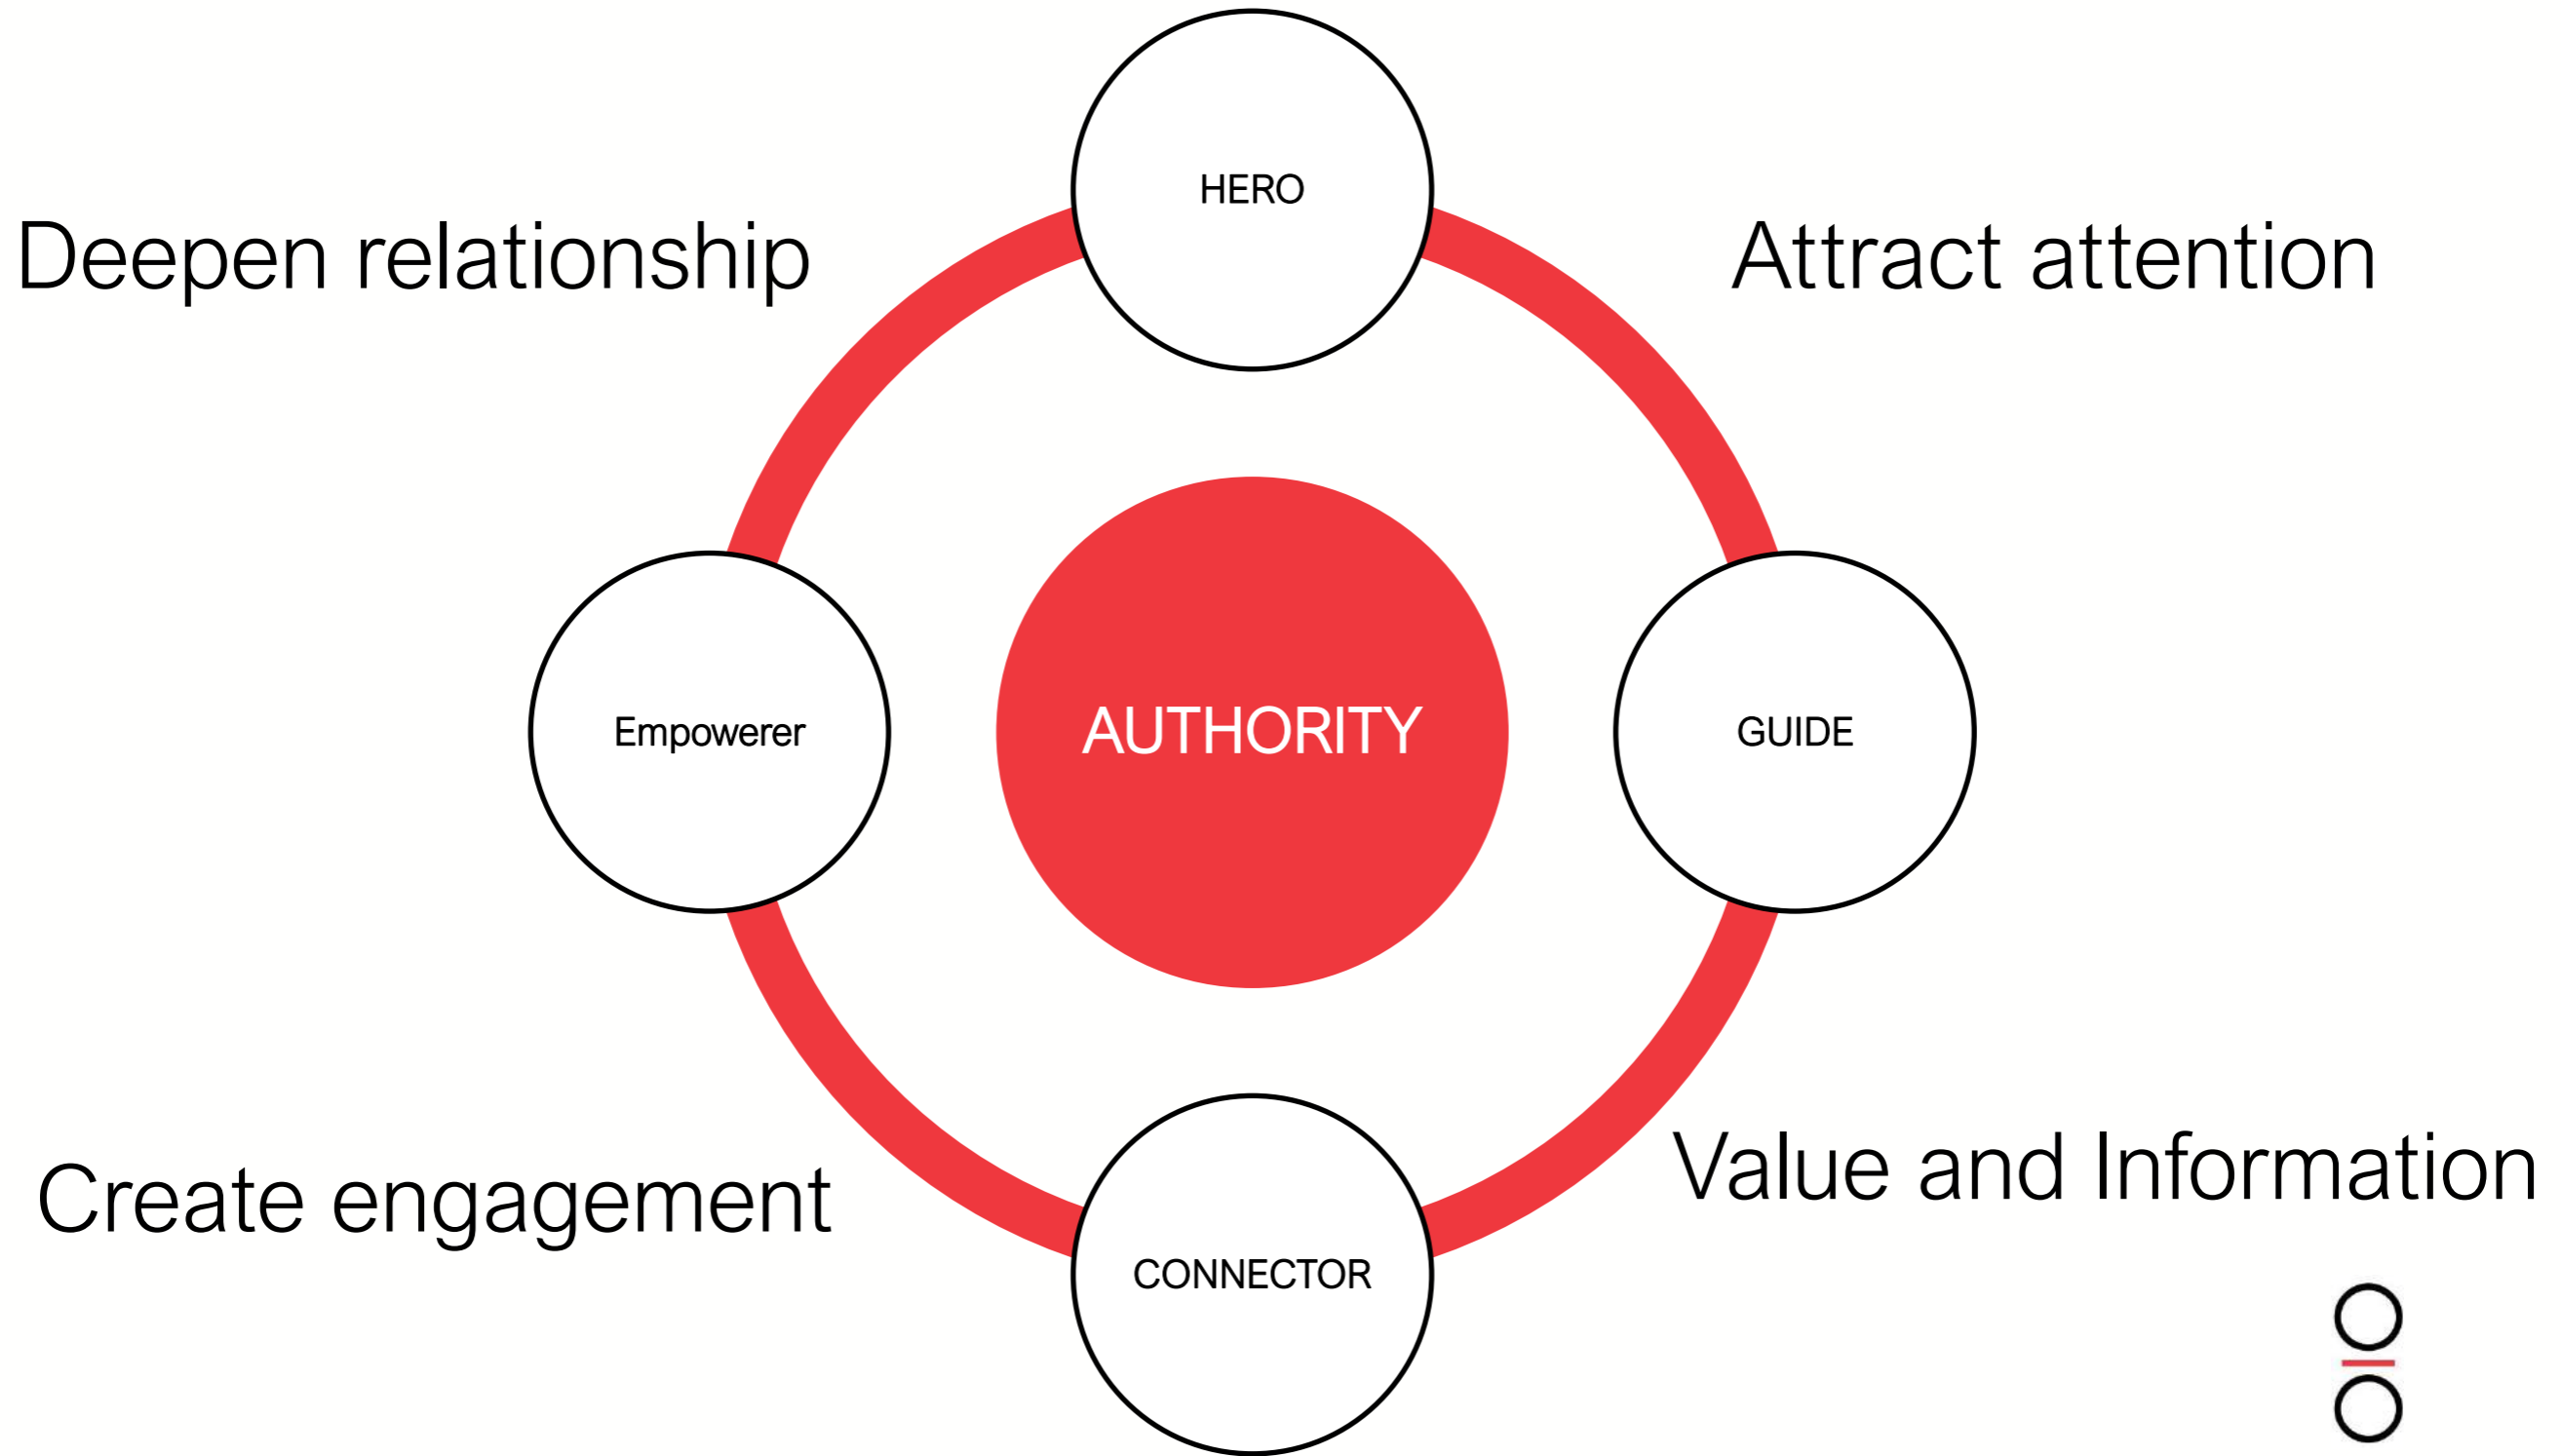 HERO
Deepen relationship
Attract attention
Empowerer
AUTHORITY
GUIDE
Create engagement
Value and Information
CONNECTOR